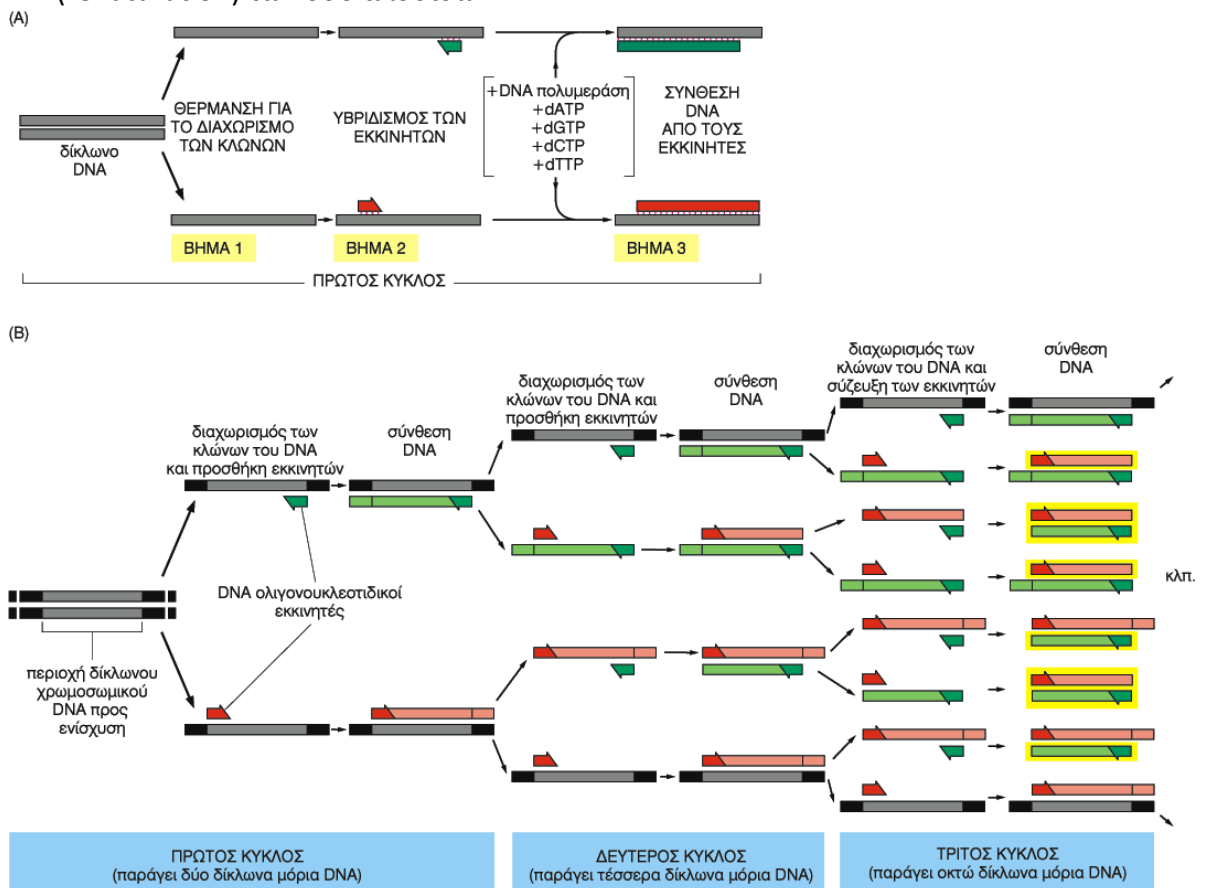 (A)
ΘΕΡΜΑΝΣΗ ΓΙΑ
ΤΟ ΔΙΑΧΩΡΙΣΜΟ
ΤΩΝ ΚΛΩΝΩΝ
ΥΒΡΙΔΙΣΜΟΣ ΤΩΝ
ΕΚΚΙΝΗΤΩΝ
+DNA πολυμεράση
+dATP
+dGTP
+dCTP
+dTTP
ΣΥΝΘΕΣΗ
DNA
ΑΠΟ ΤΟΥΣ
ΕΚΚΙΝΗΤΕΣ
δίκλωνο
DNA
ΒΗΜΑ 1
ΒΗΜΑ 2
ΒΗΜΑ 3
ΠΡΩΤΟΣ ΚΥΚΛΟΣ
(B)
διαχωρισμός των
κλώνων του DNA
και προσθήκη εκκινητών
σύνθεση
DNA
διαχωρισμός των
κλώνων του DNA και
προσθήκη εκκινητών
σύνθεση
DNA
διαχωρισμός των
κλώνων του DNA και
σύζευξη των εκκινητών
σύνθεση
DNA
DNA ολιγονουκλεοτιδικοί
εκκινητές
κλπ.
περιοχή δίκλωνου
χρωμοσωμικού
DNA προς
ενίσχυση
ΠΡΩΤΟΣ ΚΥΚΛΟΣ
(παράγει δύο δίκλωνα μόρια DNA)
ΔΕΥΤΕΡΟΣ ΚΥΚΛΟΣ
(παράγει τέσσερα δίκλωνα μόρια DNA)
ΤΡΙΤΟΣ ΚΥΚΛΟΣ
(παράγει οκτώ δίκλωνα μόρια DNA)